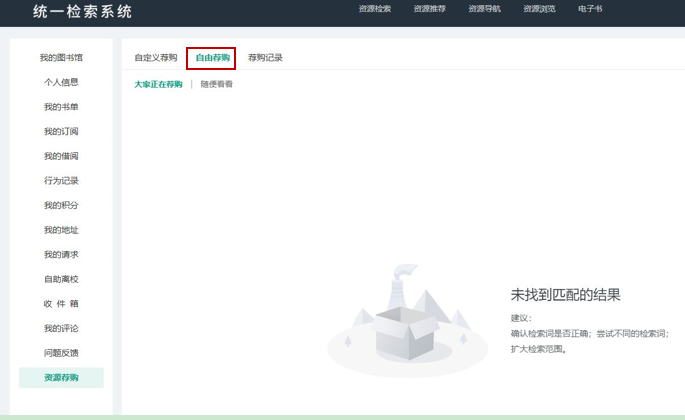 统一检索系统
资源检索 资源推荐 资源导航 资源浏览 电子书
我的图书馆
个人信息
我的书单
我的订阅
我的借阅
行为记录
我的积分
我的地址
我的请求
自助离校
收 件 箱
我的评论
问题反馈
资源荐购
自定义荐购 自由荐购 荐购记录
大家正在荐购 | 随便看看
未找到匹配的结果
建议：
确认检索词是否正确；尝试不同的检索词；
扩大检索范围。